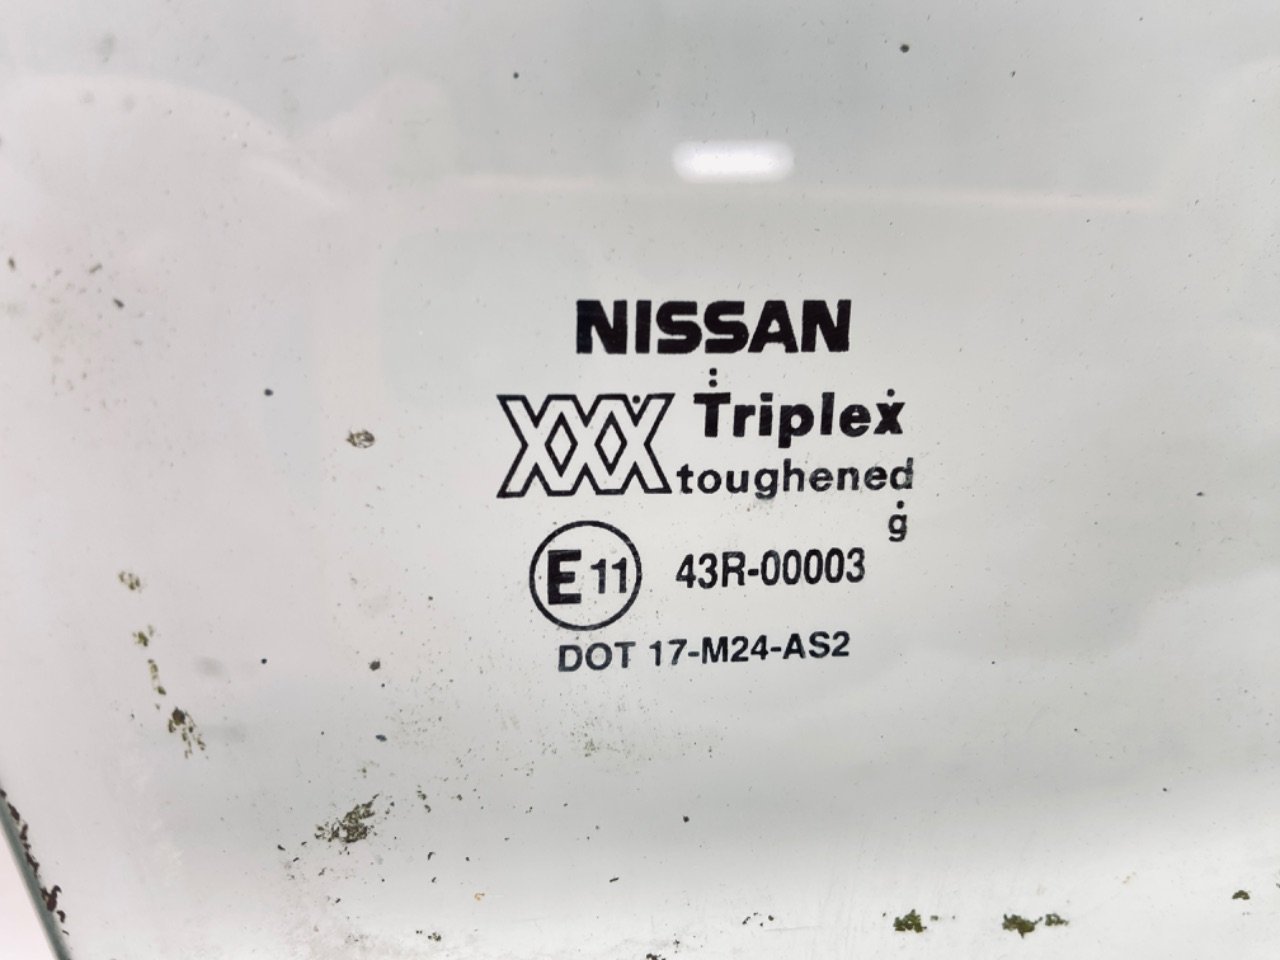 NISSAN
XXX Triplex
toughened
g
E11 43R-00003
DOT 17-M24-AS2